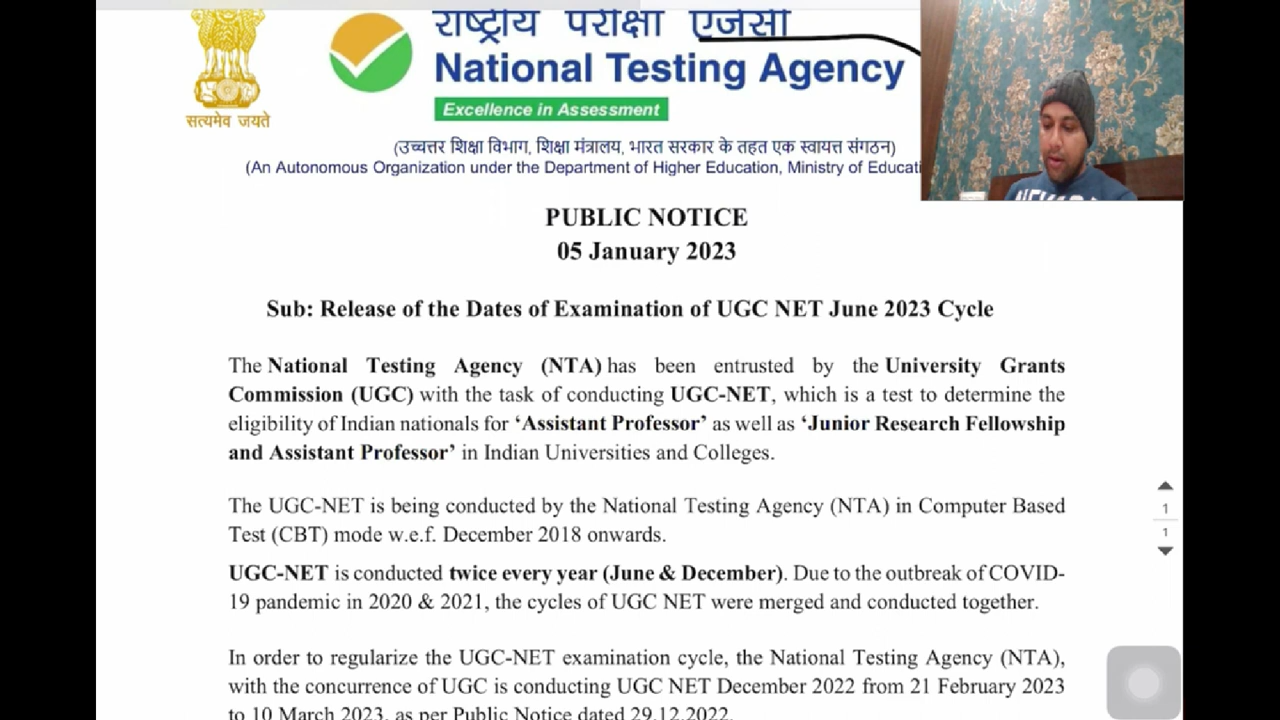 राष्ट्रीय परीक्षा एजेंसी
National Testing Agency
Excellence in Assessment
सत्यमेव जयते
(उच्चत्तर शिक्षा विभाग, शिक्षा मंत्रालय, भारत सरकार के तहत एक स्वायत्त संगठन)
(An Autonomous Organization under the Department of Higher Education, Ministry of Educati
PUBLIC NOTICE
05 January 2023
Sub: Release of the Dates of Examination of UGC NET June 2023 Cycle
The National Testing Agency (NTA) has been entrusted by the University Grants
Commission (UGC) with the task of conducting UGC-NET, which is a test to determine the
eligibility of Indian nationals for ‘Assistant Professor’ as well as ‘Junior Research Fellowship
and Assistant Professor’ in Indian Universities and Colleges.
The UGC-NET is being conducted by the National Testing Agency (NTA) in Computer Based
Test (CBT) mode w.e.f. December 2018 onwards.
UGC-NET is conducted twice every year (June & December). Due to the outbreak of COVID-
19 pandemic in 2020 & 2021, the cycles of UGC NET were merged and conducted together.
In order to regularize the UGC-NET examination cycle, the National Testing Agency (NTA),
with the concurrence of UGC is conducting UGC NET December 2022 from 21 February 2023
to 10 March 2023, as per Public Notice dated 29.12.2022.
1
1